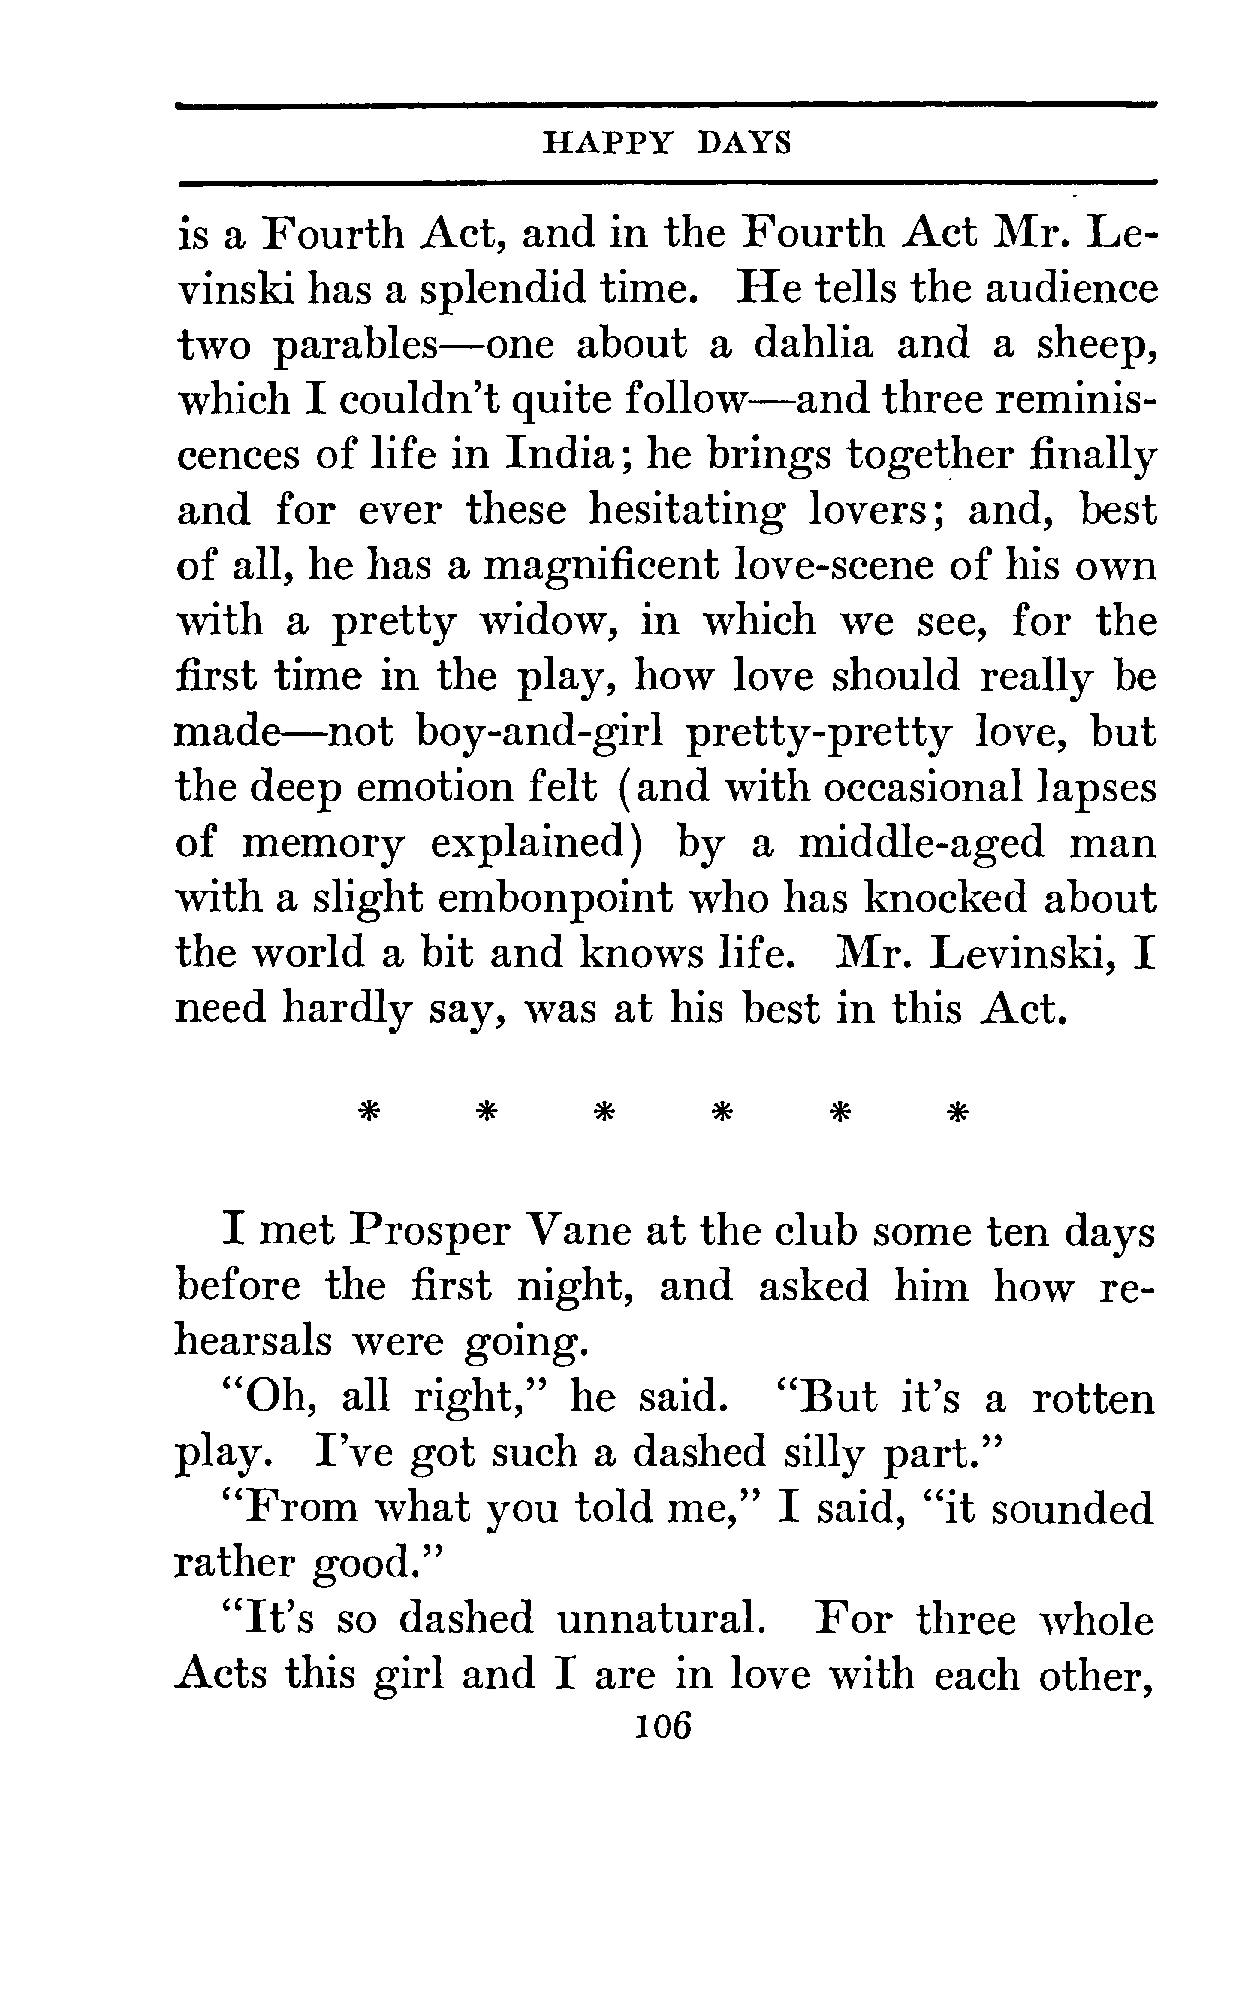 HAPPY DAYS
is a Fourth Act, and in the Fourth Act Mr. Le-
vinski has a splendid time. He tells the audience
two parables—one about a dahlia and a sheep,
which I couldn't quite follow—and three reminis-
cences of life in India; he brings together finally
and for ever these hesitating lovers; and, best
of all, he has a magnificent love-scene of his own
with a pretty widow, in which we see, for the
first time in the play, how love should really be
made—not boy-and-girl pretty-pretty love, but
the deep emotion felt (and with occasional lapses
of memory explained) by a middle-aged man
with a slight embonpoint who has knocked about
the world a bit and knows life. Mr. Levinski, I
need hardly say, was at his best in this Act.
* * * * * *
I met Prosper Vane at the club some ten days
before the first night, and asked him how re-
hearsals were going.
"Oh, all right," he said. "But it's a rotten
play. I've got such a dashed silly part."
"From what you told me," I said, "it sounded
rather good."
"It's so dashed unnatural. For three whole
Acts this girl and I are in love with each other,
106